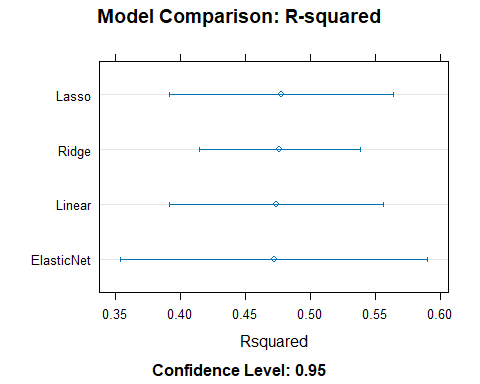 Model Comparison: R-squared
Lasso
Ridge
Linear
ElasticNet
0.35 0.40 0.45 0.50 0.55 0.60
Rsquared
Confidence Level: 0.95